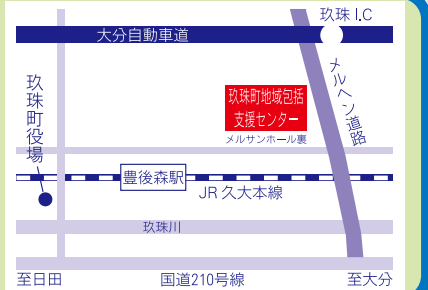 玖珠 I.C
大分自動車道
メルヘン道路
玖珠町地域包括
支援センター
メルサンホール裏
玖珠町役場
豊後森駅
JR 久大本線
玖珠川
至日田
国道210号線
至大分